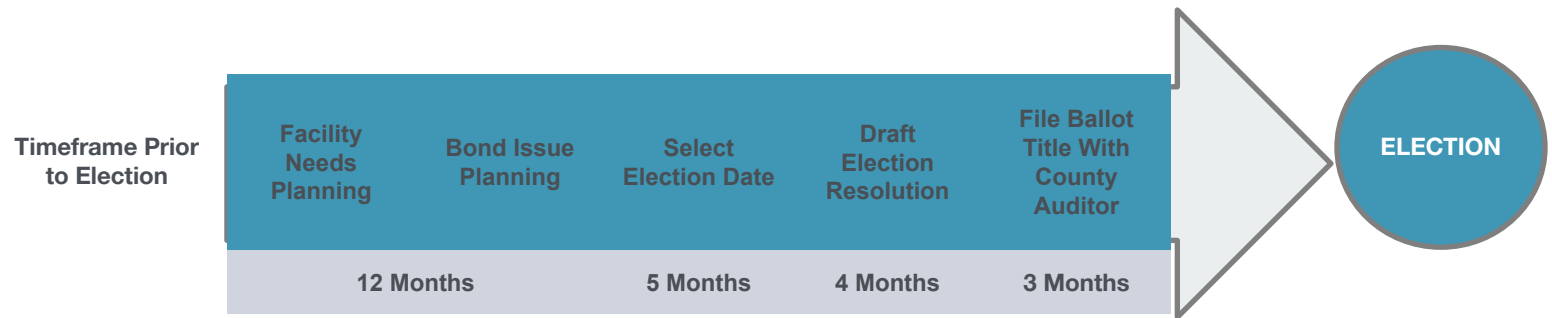 Timeframe Prior
to Election
Facility
Needs
Planning
Bond Issue
Planning
Select
Election Date
Draft
Election
Resolution
File Ballot
Title With
County
Auditor
ELECTION
12 Months
5 Months
4 Months
3 Months